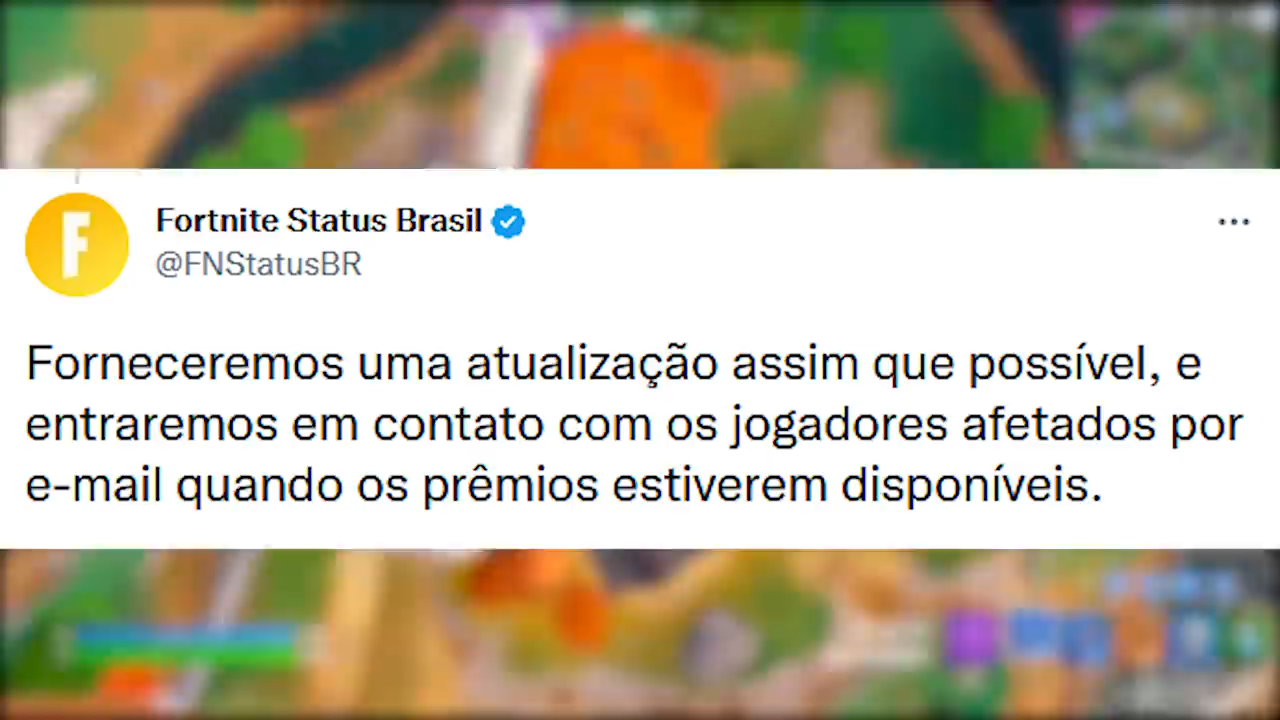 F
Fortnite Status Brasil
@FNStatusBR
Forneceremos uma atualização assim que possível, e
entraremos em contato com os jogadores afetados por
e-mail quando os prêmios estiverem disponíveis.